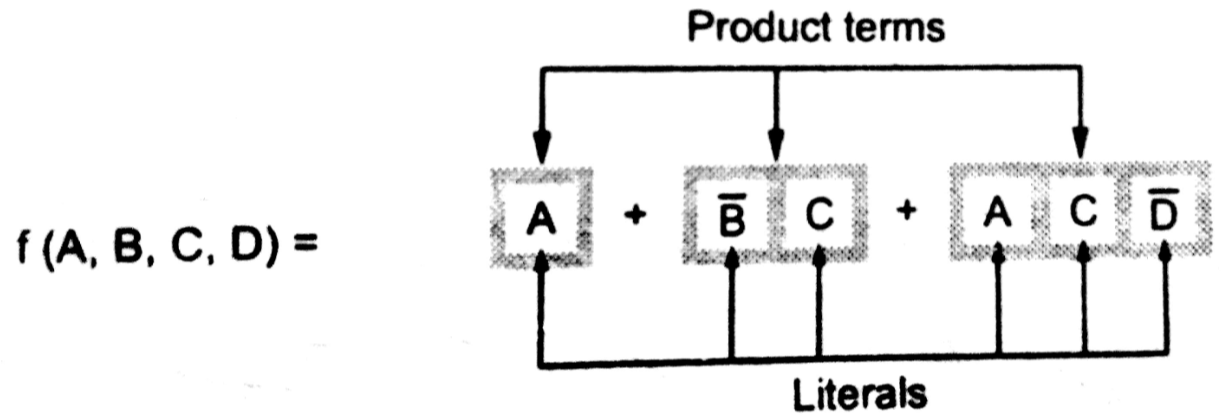 Product terms
f (A, B, C, D) = A + B̅ C + A C D̅
Literals